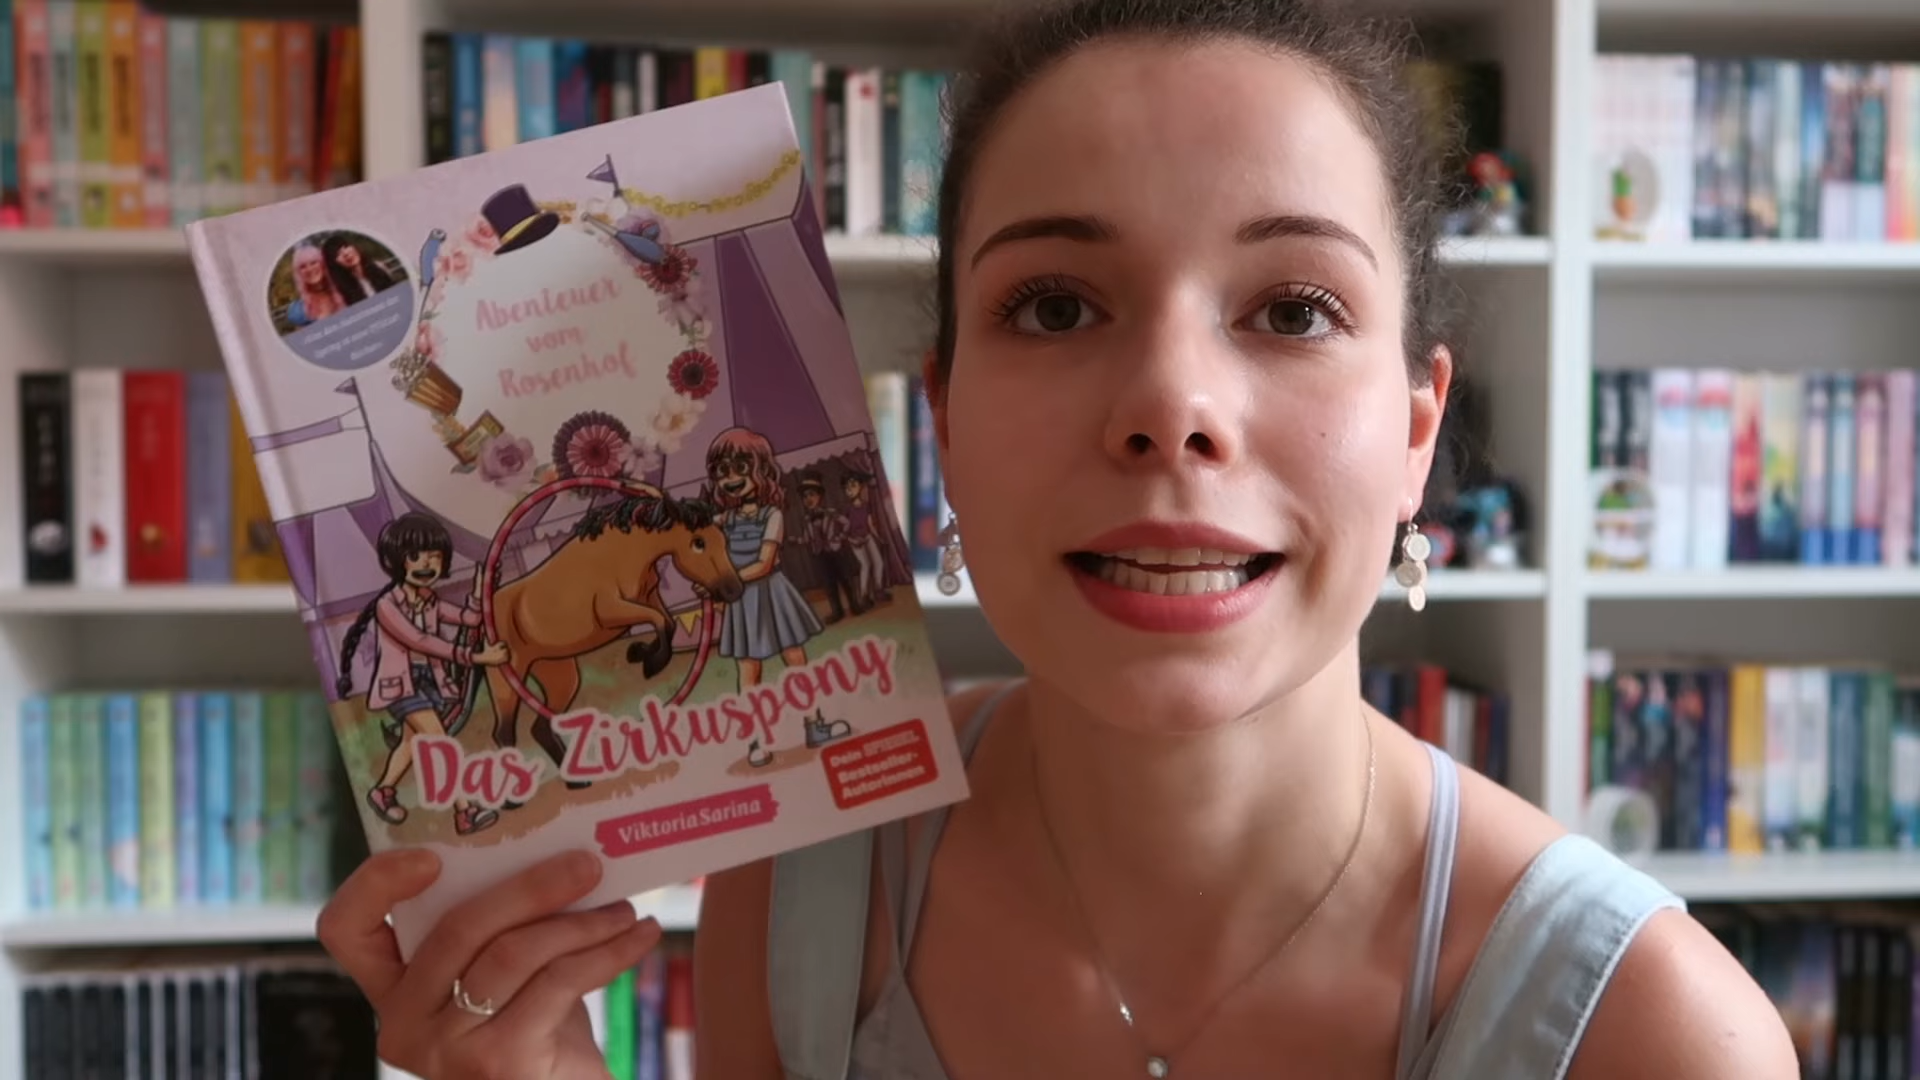 Abenteuer
vom
Rosenhof
Das Zirkuspony
ViktoriaSarina
Dein SPIEGEL
Bestseller-
Autorinnen